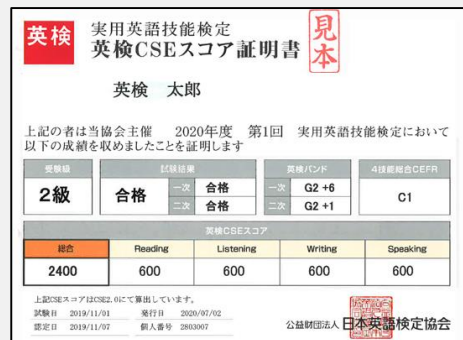 英検
実用英語技能検定
英検CSEスコア証明書
見本
英検 太郎
上記の者は当協会主催 2020年度 第1回 実用英語技能検定において
以下の成績を収めましたことを証明します
受験級 試験結果 英検バンド 4技能総合CEFR
2級 合格 一次 合格 一次 G2 +6 C1
二次 合格 二次 G2 +1
英検CSEスコア
総合 Reading Listening Writing Speaking
2400 600 600 600 600
上記CSEスコアはCSE2.0にて算出しています。
試験日 2019/11/01 発行日 2020/07/02
認定日 2019/11/07 個人番号 2803007
公益財団法人 日本英語検定協会